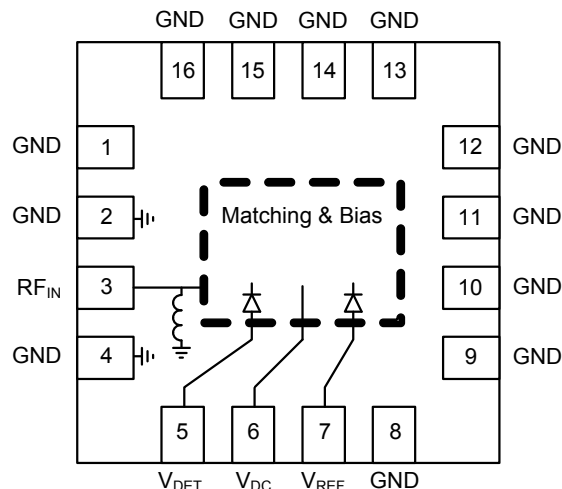 GND GND GND GND
16 15 14 13
GND 1 12 GND
GND 2 Matching & Bias 11 GND
RFIN 3 10 GND
GND 4 9 GND
5 6 7 8
VDET VDC VREF GND